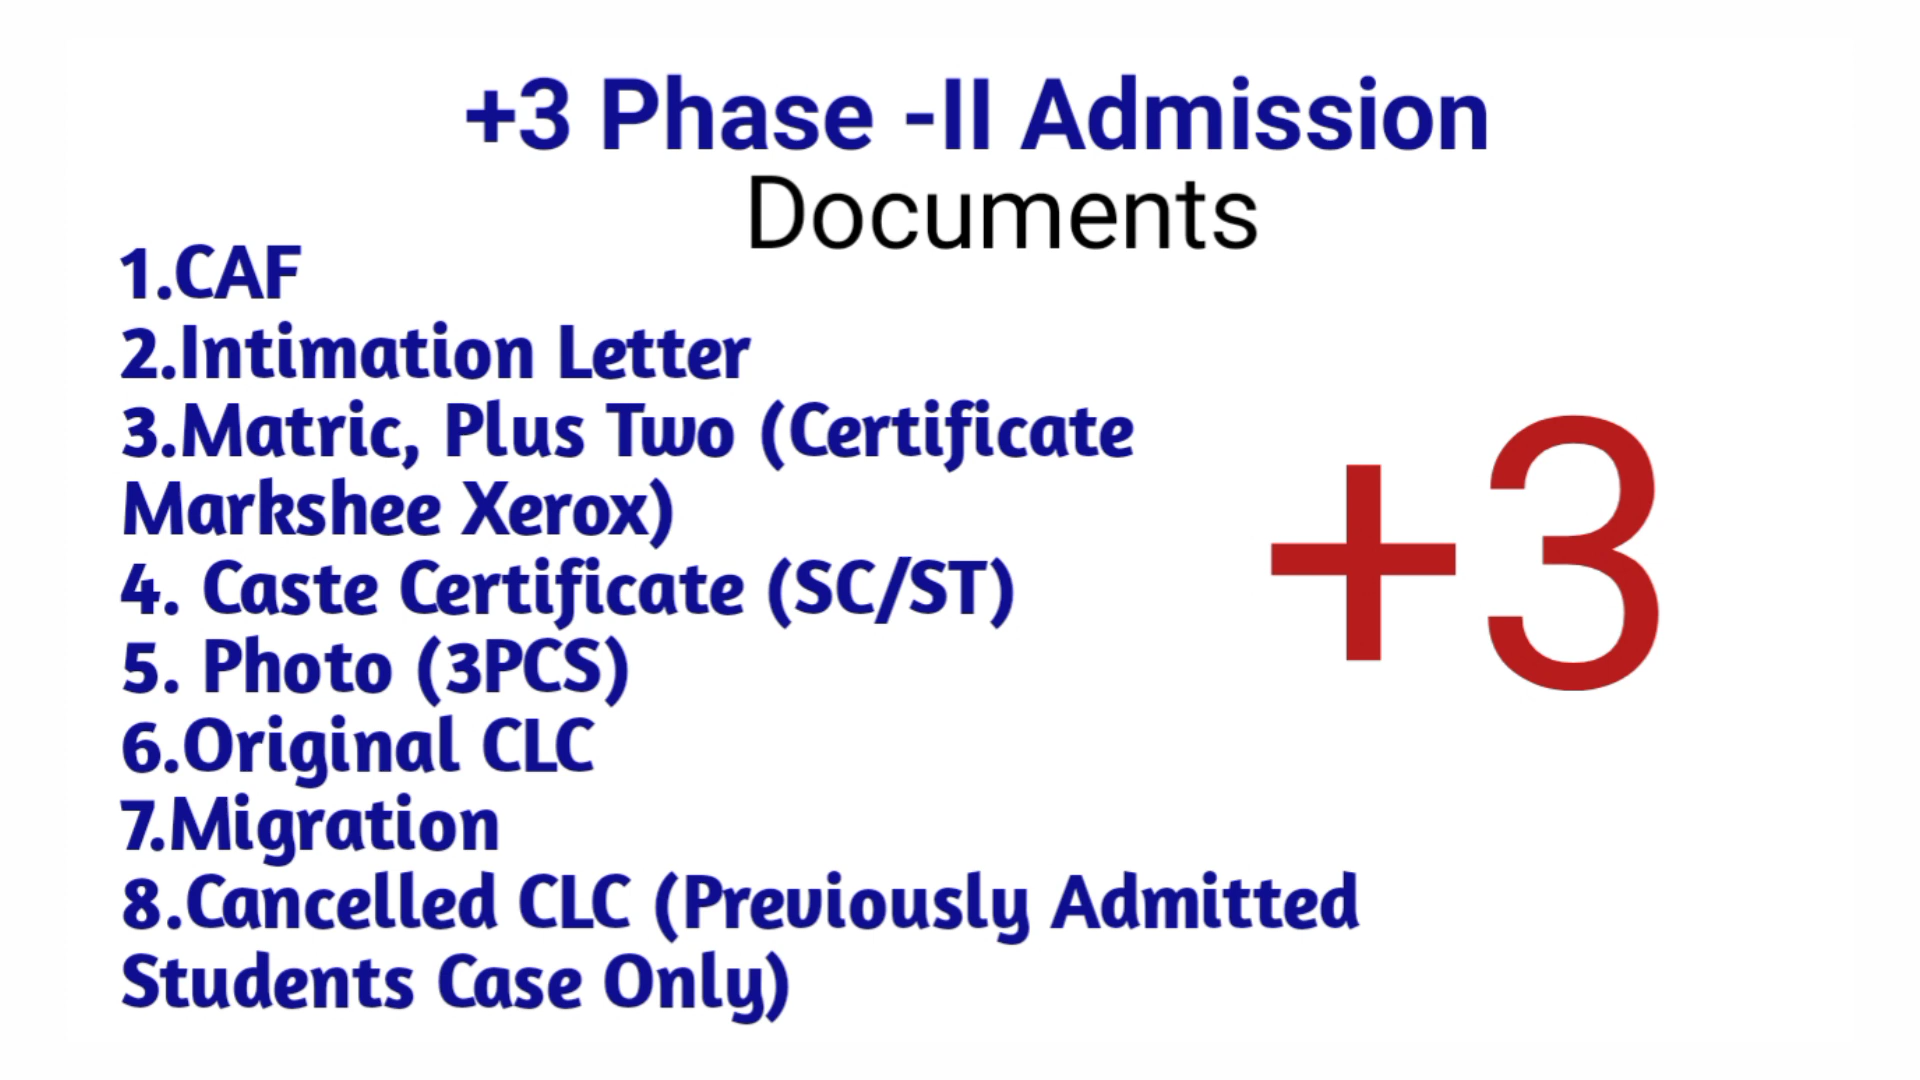 +3 Phase -II Admission
Documents
1.CAF
2.Intimation Letter
3.Matric, Plus Two (Certificate
Markshee Xerox)
4. Caste Certificate (SC/ST)
5. Photo (3PCS)
6.Original CLC
7.Migration
8.Cancelled CLC (Previously Admitted
Students Case Only)
+3